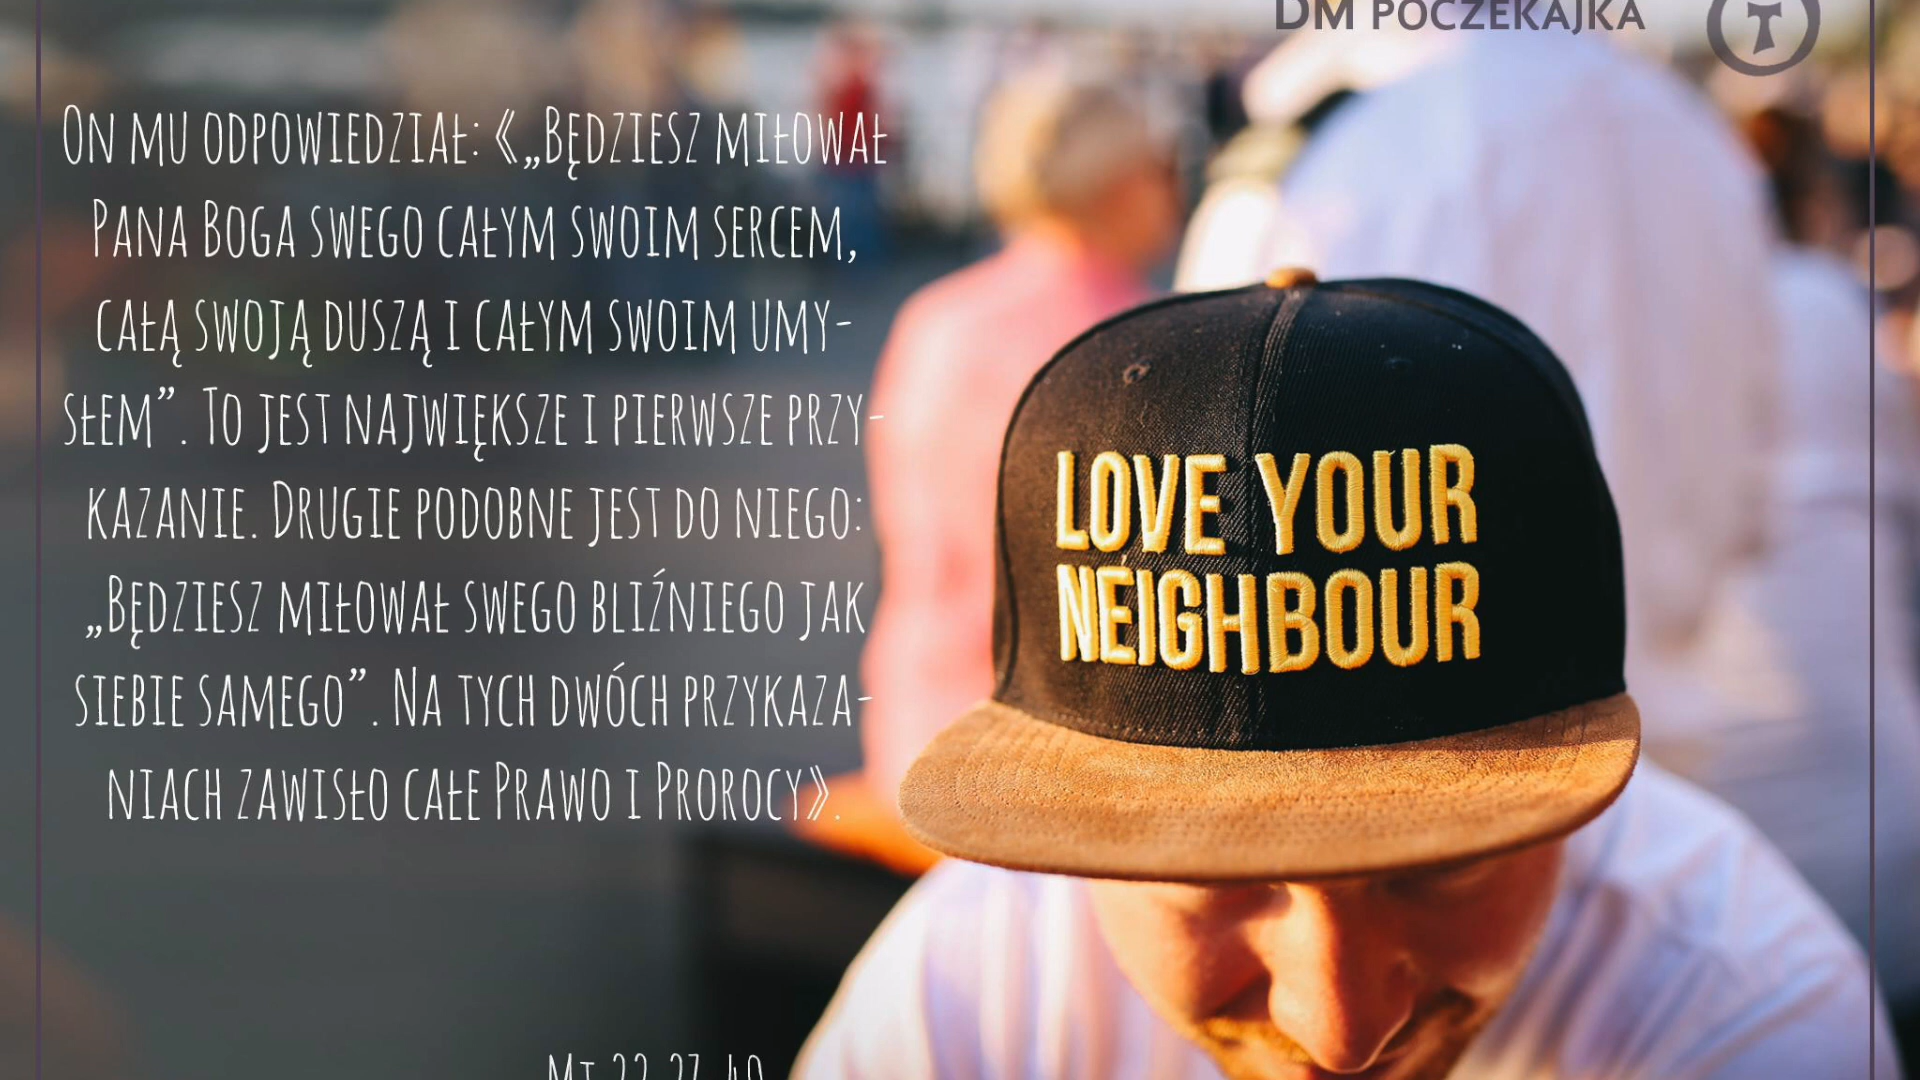 DM POCZEKAJKA
On mu odpowiedział: «„Będziesz miłował
Pana Boga swego całym swoim sercem,
całą swoją duszą i całym swoim umy-
słem”. To jest największe i pierwsze przy-
kazanie. Drugie podobne jest do niego:
„Będziesz miłował swego bliźniego jak
siebie samego”. Na tych dwóch przykaza-
niach zawisło całe Prawo i Prorocy».
LOVE YOUR
NEIGHBOUR
Mt 22